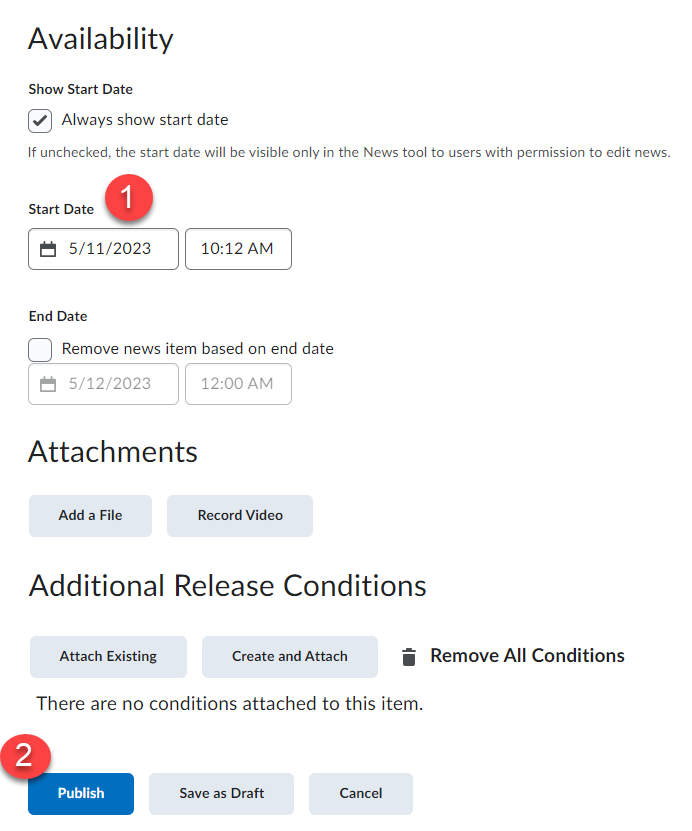 Availability
Show Start Date
Always show start date
If unchecked, the start date will be visible only in the News tool to users with permission to edit news.
1
Start Date
5/11/2023 10:12 AM
End Date
Remove news item based on end date
5/12/2023 12:00 AM
Attachments
Add a File Record Video
Additional Release Conditions
Attach Existing Create and Attach Remove All Conditions
There are no conditions attached to this item.
2
Publish Save as Draft Cancel